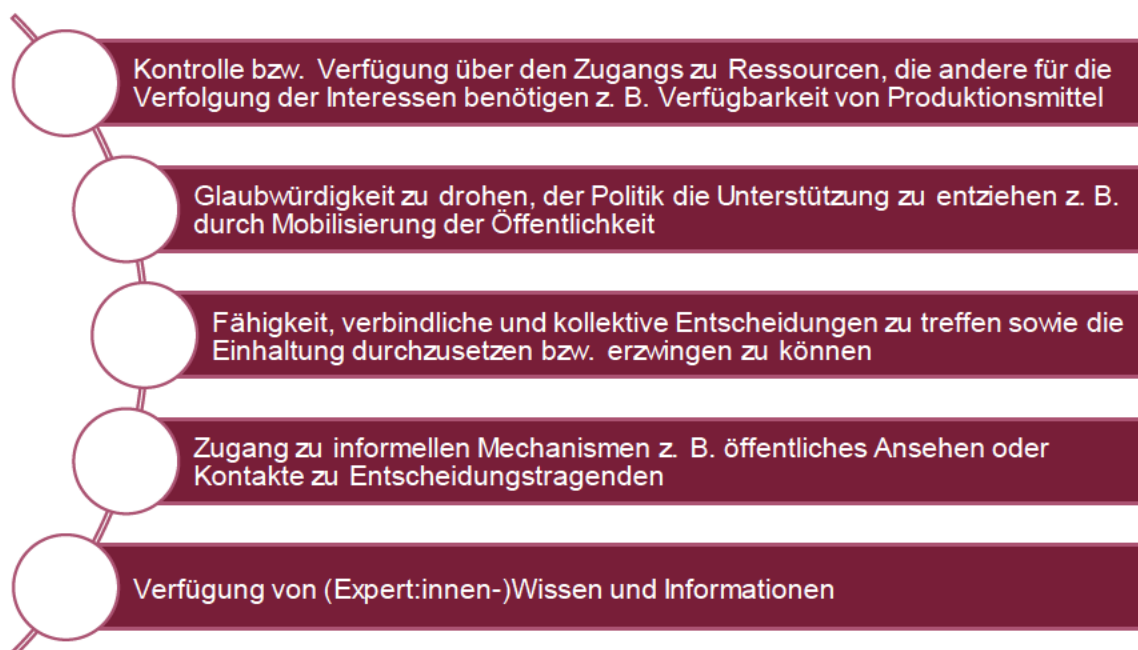 Kontrolle bzw. Verfügung über den Zugangs zu Ressourcen, die andere für die
Verfolgung der Interessen benötigen z. B. Verfügbarkeit von Produktionsmittel
Glaubwürdigkeit zu drohen, der Politik die Unterstützung zu entziehen z. B.
durch Mobilisierung der Öffentlichkeit
Fähigkeit, verbindliche und kollektive Entscheidungen zu treffen sowie die
Einhaltung durchzusetzen bzw. erzwingen zu können
Zugang zu informellen Mechanismen z. B. öffentliches Ansehen oder
Kontakte zu Entscheidungstragenden
Verfügung von (Expert:innen-)Wissen und Informationen